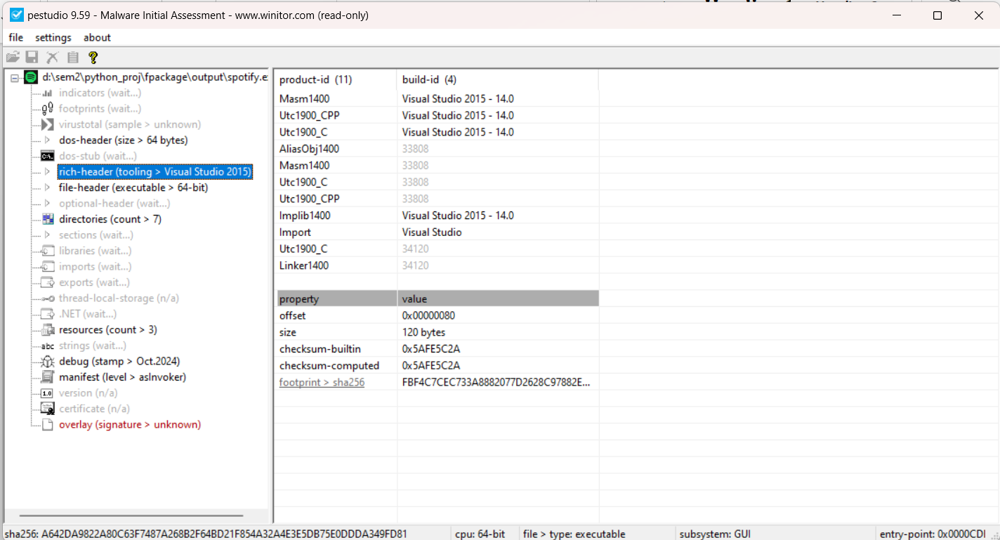 pestudio 9.59 - Malware Initial Assessment - www.winitor.com (read-only)
file settings about
d:\sem2\python_proj\fpackage\output\spotify.e
indicators (wait...)
footprints (wait...)
virustotal (sample > unknown)
dos-header (size > 64 bytes)
dos-stub (wait...)
rich-header (tooling > Visual Studio 2015)
file-header (executable > 64-bit)
optional-header (wait...)
directories (count > 7)
sections (wait...)
libraries (wait...)
imports (wait...)
exports (wait...)
thread-local-storage (n/a)
.NET (wait...)
resources (count > 3)
abc strings (wait...)
debug (stamp > Oct.2024)
manifest (level > asInvoker)
1.0 version (n/a)
certificate (n/a)
overlay (signature > unknown)
product-id (11) build-id (4)
Masm1400 Visual Studio 2015 - 14.0
Utc1900_CPP Visual Studio 2015 - 14.0
Utc1900_C Visual Studio 2015 - 14.0
AliasObj1400 33808
Masm1400 33808
Utc1900_C 33808
Utc1900_CPP 33808
Implib1400 Visual Studio 2015 - 14.0
Import Visual Studio
Utc1900_C 34120
Linker1400 34120
property value
offset 0x00000080
size 120 bytes
checksum-builtin 0x5AFE5C2A
checksum-computed 0x5AFE5C2A
footprint > sha256 FBF4C7CEC733A8882077D2628C97882E...
sha256: A642DA9822A80C63F7487A268B2F64BD21F854A32A4E3E5DB75E0DDDA349FD81 cpu: 64-bit file > type: executable subsystem: GUI entry-point: 0x0000CDI